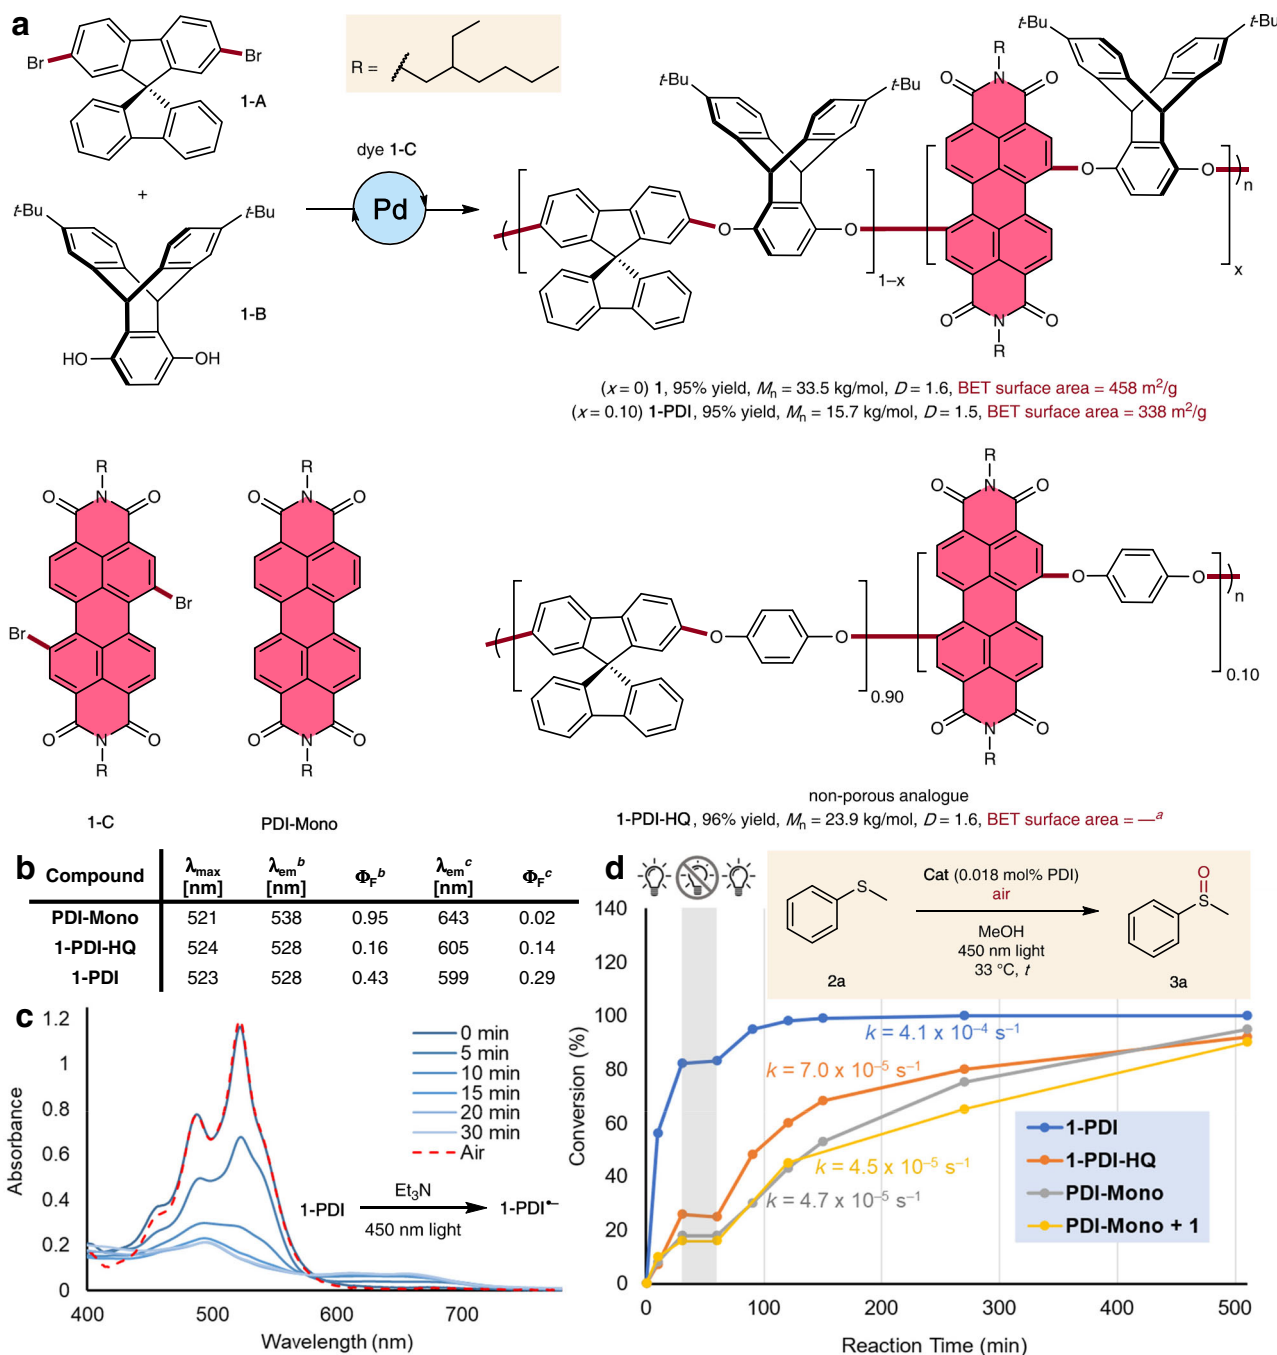 a
Br
Br
1-A
R =
t-Bu
t-Bu
+
t-Bu
t-Bu
HO
OH
1-B
dye 1-C
Pd
t-Bu
t-Bu
O
O
1–x
R
N
O
O
O
O
N
R
O
O
n
x
(x = 0) 1, 95% yield, Mn = 33.5 kg/mol, D = 1.6, BET surface area = 458 m²/g
(x = 0.10) 1-PDI, 95% yield, Mn = 15.7 kg/mol, D = 1.5, BET surface area = 338 m²/g
R
N
O
O
Br
Br
O
O
N
R
1-C
R
N
O
O
O
O
N
R
PDI-Mono
O
O
0.90
R
N
O
O
O
O
N
R
O
O
n
0.10
non-porous analogue
1-PDI-HQ, 96% yield, Mn = 23.9 kg/mol, D = 1.6, BET surface area = —ᵃ
b
Compound λmax [nm] λemᵇ [nm] ΦFᵇ λemᶜ [nm] ΦFᶜ
PDI-Mono 521 538 0.95 643 0.02
1-PDI-HQ 524 528 0.16 605 0.14
1-PDI 523 528 0.43 599 0.29
c
1.2
1
0.8
0.6
0.4
0.2
0
Absorbance
400 500 600 700
Wavelength (nm)
0 min
5 min
10 min
15 min
20 min
30 min
Air
1-PDI
Et₃N
450 nm light
1-PDI•–
d
S
2a
Cat (0.018 mol% PDI)
air
MeOH
450 nm light
33 °C, t
O
S
3a
140
120
100
80
60
40
20
0
Conversion (%)
k = 4.1 x 10⁻⁴ s⁻¹
k = 7.0 x 10⁻⁵ s⁻¹
k = 4.5 x 10⁻⁵ s⁻¹
k = 4.7 x 10⁻⁵ s⁻¹
1-PDI
1-PDI-HQ
PDI-Mono
PDI-Mono + 1
0 100 200 300 400 500
Reaction Time (min)